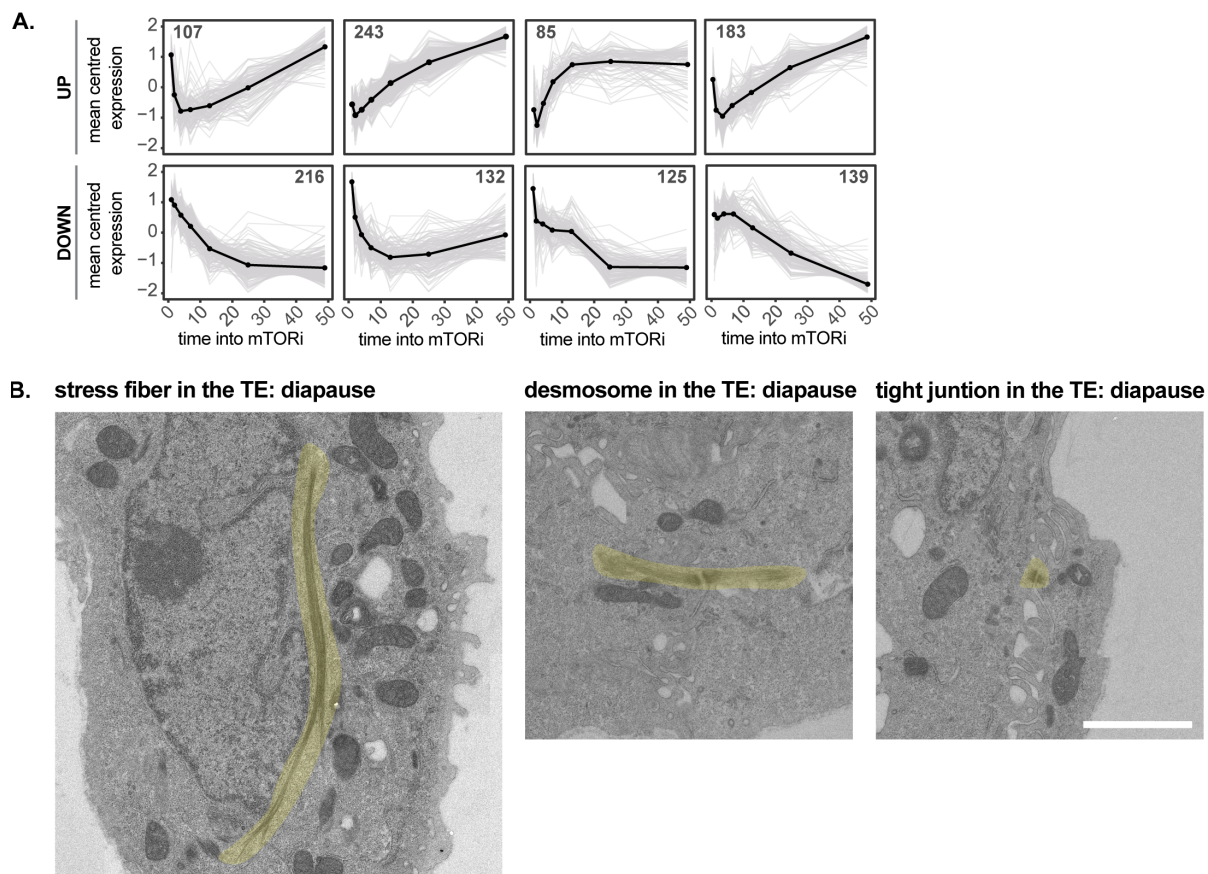 A.
UP
mean centred
expression
2
1
0
−1
−2
107
243
85
183
DOWN
mean centred
expression
2
1
0
−1
−2
216
132
125
139
0 10 20 30 40 50
0 10 20 30 40 50
0 10 20 30 40 50
0 10 20 30 40 50
time into mTORi
time into mTORi
time into mTORi
time into mTORi
B. stress fiber in the TE: diapause
desmosome in the TE: diapause
tight juntion in the TE: diapause